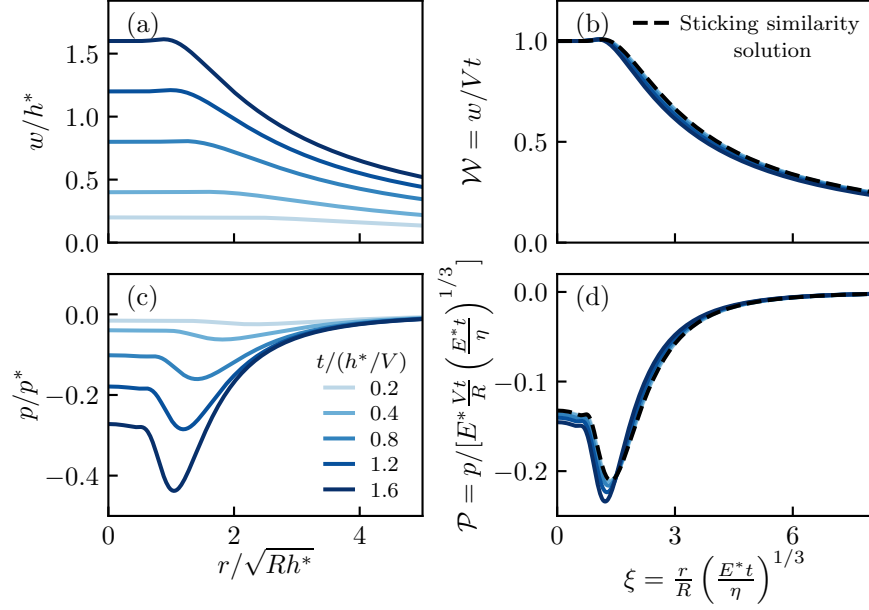 (a)
w/h*
1.5
1.0
0.5
0.0
(b)
Sticking similarity
solution
𝒲 = w/Vt
1.0
0.5
0.0
(c)
p/p*
0.0
−0.2
−0.4
t/(h*/V)
0.2
0.4
0.8
1.2
1.6
0 2 4
r/√Rh*
(d)
𝒫 = p/[E* Vt/R (E*t/η)^1/3]
0.0
−0.1
−0.2
0 3 6
ξ = r/R (E*t/η)^1/3